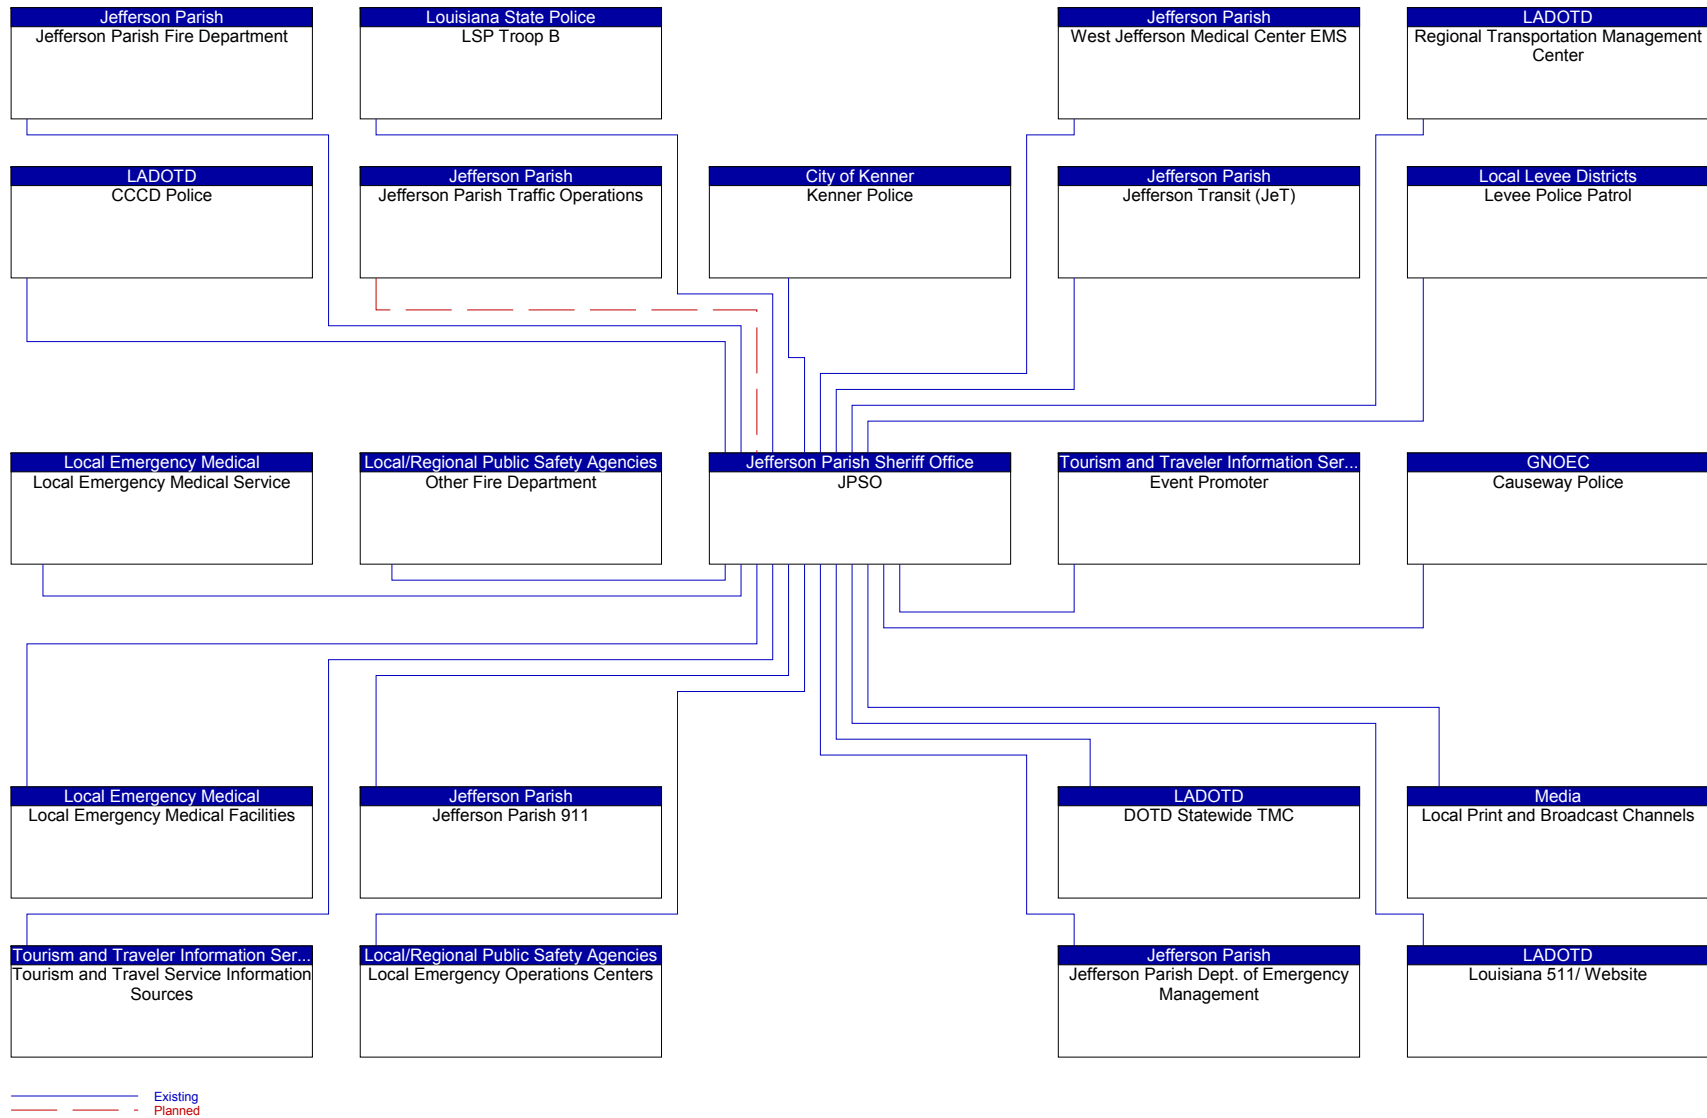 Jefferson Parish
Jefferson Parish Fire Department
Louisiana State Police
LSP Troop B
Jefferson Parish
West Jefferson Medical Center EMS
LADOTD
Regional Transportation Management
Center
LADOTD
CCCD Police
Jefferson Parish
Jefferson Parish Traffic Operations
City of Kenner
Kenner Police
Jefferson Parish
Jefferson Transit (JeT)
Local Levee Districts
Levee Police Patrol
Local Emergency Medical
Local Emergency Medical Service
Local/Regional Public Safety Agencies
Other Fire Department
Jefferson Parish Sheriff Office
JPSO
Tourism and Traveler Information Ser...
Event Promoter
GNOEC
Causeway Police
Local Emergency Medical
Local Emergency Medical Facilities
Jefferson Parish
Jefferson Parish 911
LADOTD
DOTD Statewide TMC
Media
Local Print and Broadcast Channels
Tourism and Traveler Information Ser...
Tourism and Travel Service Information
Sources
Local/Regional Public Safety Agencies
Local Emergency Operations Centers
Jefferson Parish
Jefferson Parish Dept. of Emergency
Management
LADOTD
Louisiana 511/ Website
Existing
Planned